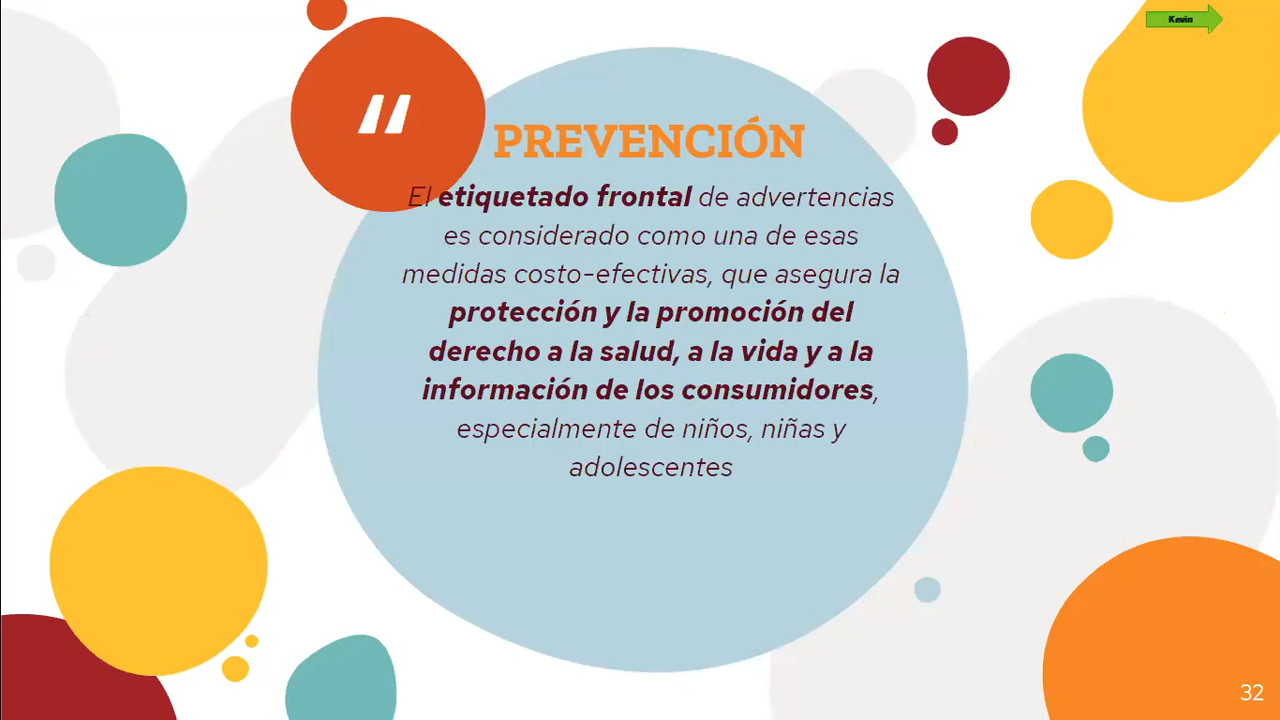 Kevin
“
PREVENCIÓN
El etiquetado frontal de advertencias
es considerado como una de esas
medidas costo-efectivas, que asegura la
protección y la promoción del
derecho a la salud, a la vida y a la
información de los consumidores,
especialmente de niños, niñas y
adolescentes
32